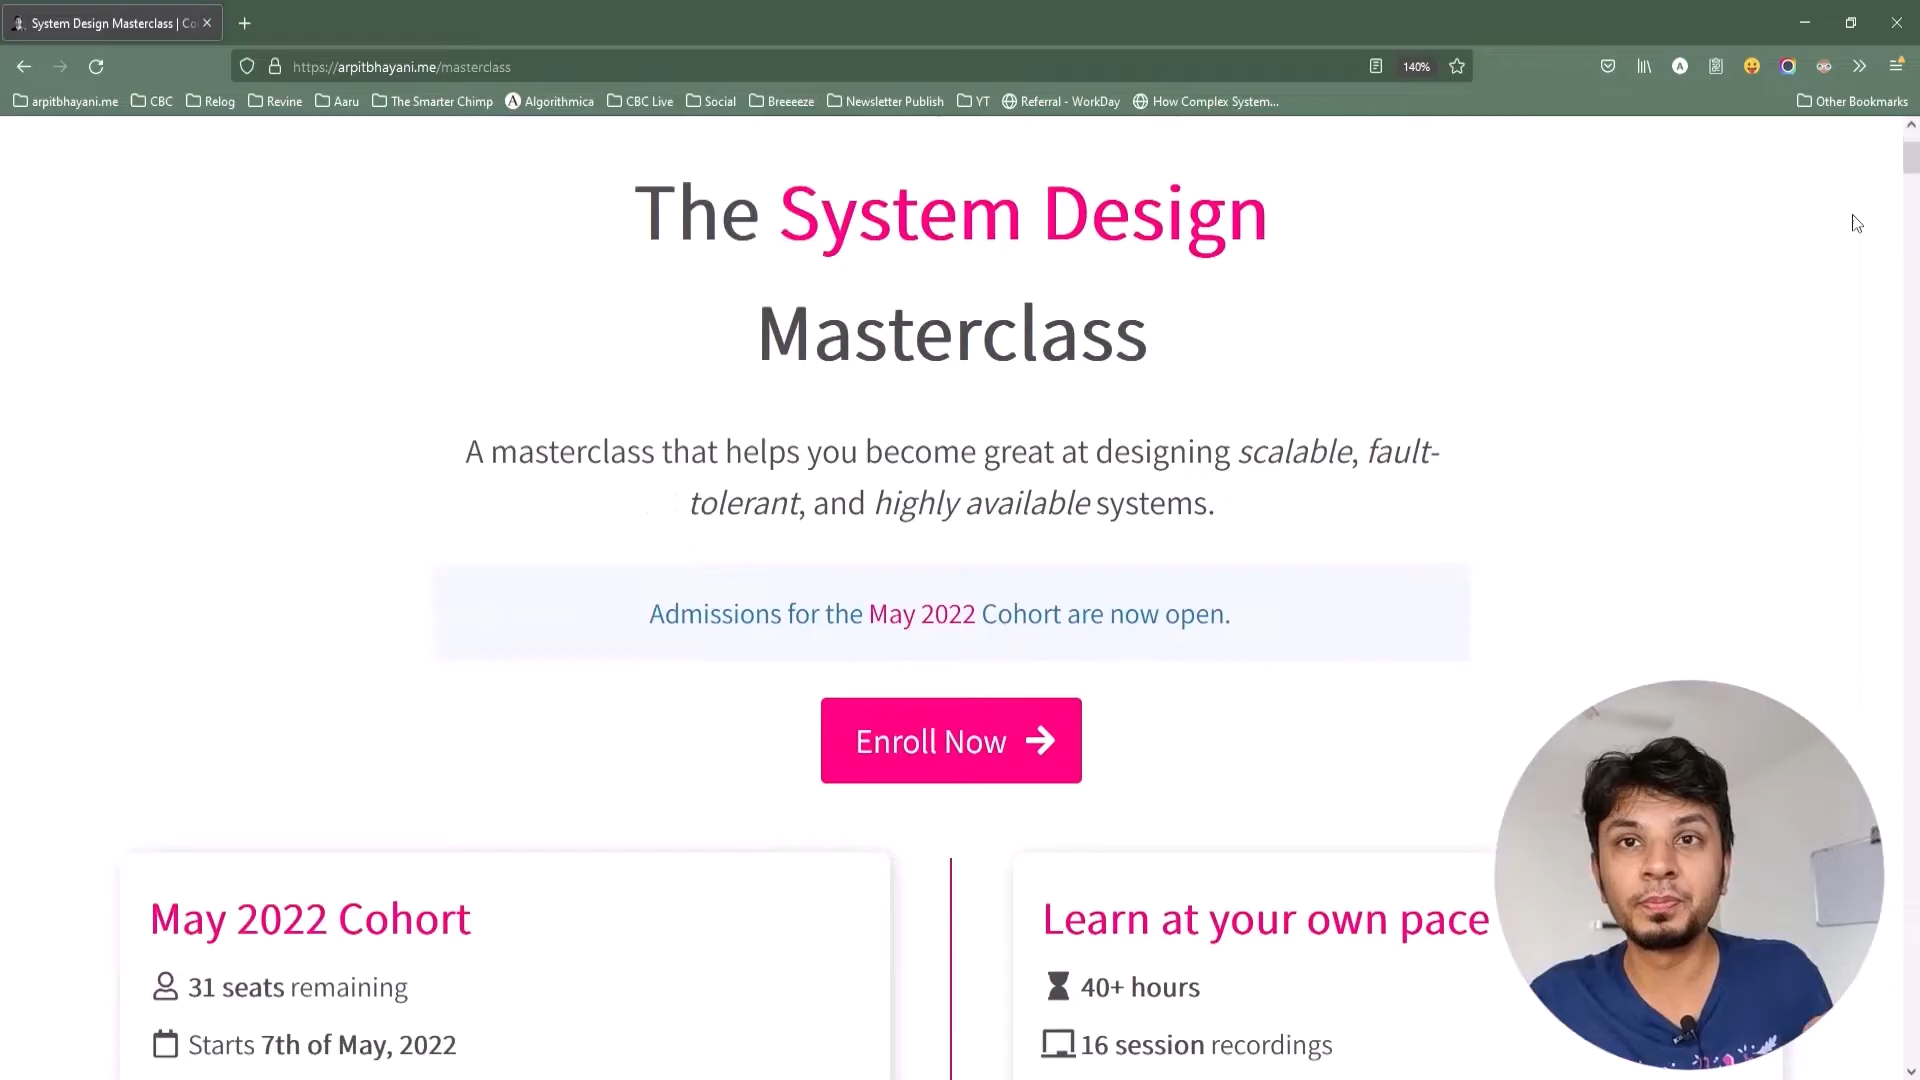 System Design Masterclass | Co
https://arpitbhayani.me/masterclass
140%
arpitbhayani.me CBC Relog Revine Aaru The Smarter Chimp Algorithmica CBC Live Social Breeeeze Newsletter Publish YT Referral - WorkDay How Complex System... Other Bookmarks
The System Design
Masterclass
A masterclass that helps you become great at designing scalable, fault-
tolerant, and highly available systems.
Admissions for the May 2022 Cohort are now open.
Enroll Now
May 2022 Cohort
31 seats remaining
Starts 7th of May, 2022
Learn at your own pace
40+ hours
16 session recordings